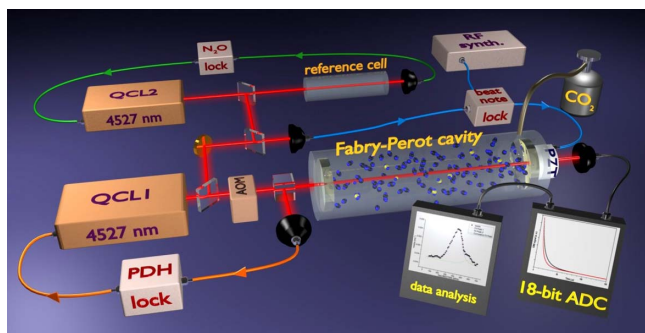 N₂O
lock
RF
synth.
reference cell
QCL2
4527 nm
beat
note
lock
CO₂
Fabry-Perot cavity
PZT
QCL1
4527 nm
AOM
PDH
lock
data analysis
18-bit ADC